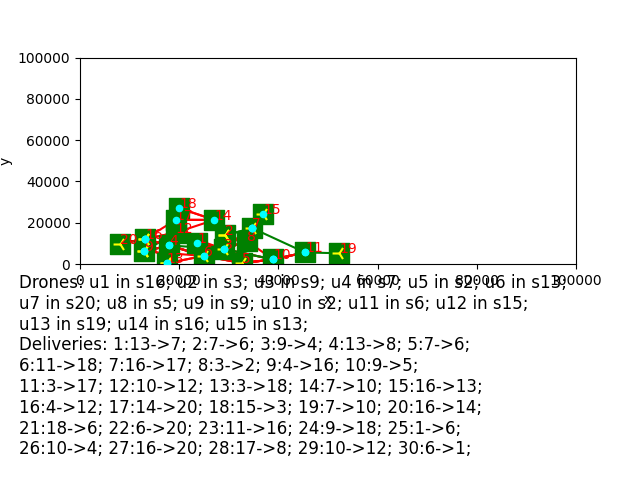 100000
80000
60000
40000
20000
0
y
0 20000 40000 60000 80000 100000
x
Drones: u1 in s16; u2 in s3; u3 in s9; u4 in s7; u5 in s2; u6 in s13;
u7 in s20; u8 in s5; u9 in s9; u10 in s2; u11 in s6; u12 in s15;
u13 in s19; u14 in s16; u15 in s13;
Deliveries: 1:13->7; 2:7->6; 3:9->4; 4:13->8; 5:7->6;
6:11->18; 7:16->17; 8:3->2; 9:4->16; 10:9->5;
11:3->17; 12:10->12; 13:3->18; 14:7->10; 15:16->13;
16:4->12; 17:14->20; 18:15->3; 19:7->10; 20:16->14;
21:18->6; 22:6->20; 23:11->16; 24:9->18; 25:1->6;
26:10->4; 27:16->20; 28:17->8; 29:10->12; 30:6->1;